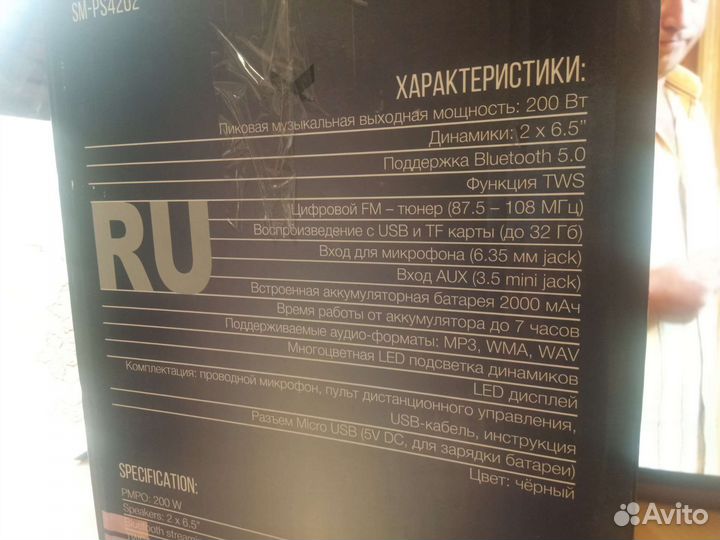 SM-PS4202
ХАРАКТЕРИСТИКИ:
Пиковая музыкальная выходная мощность: 200 Вт
Динамики: 2 x 6.5"
Поддержка Bluetooth 5.0
Функция TWS
Цифровой FM – тюнер (87.5 – 108 МГц)
Воспроизведение с USB и TF карты (до 32 Гб)
Вход для микрофона (6.35 мм jack)
Вход AUX (3.5 mini jack)
Встроенная аккумуляторная батарея 2000 мАч
Время работы от аккумулятора до 7 часов
Поддерживаемые аудио-форматы: MP3, WMA, WAV
Многоцветная LED подсветка динамиков
LED дисплей
Комплектация: проводной микрофон, пульт дистанционного управления,
USB-кабель, инструкция
Разъем Micro USB (5V DC, для зарядки батареи)
Цвет: чёрный
RU
SPECIFICATION:
PMPO: 200 W
Speakers: 2 x 6.5"
Bluetooth
Avito